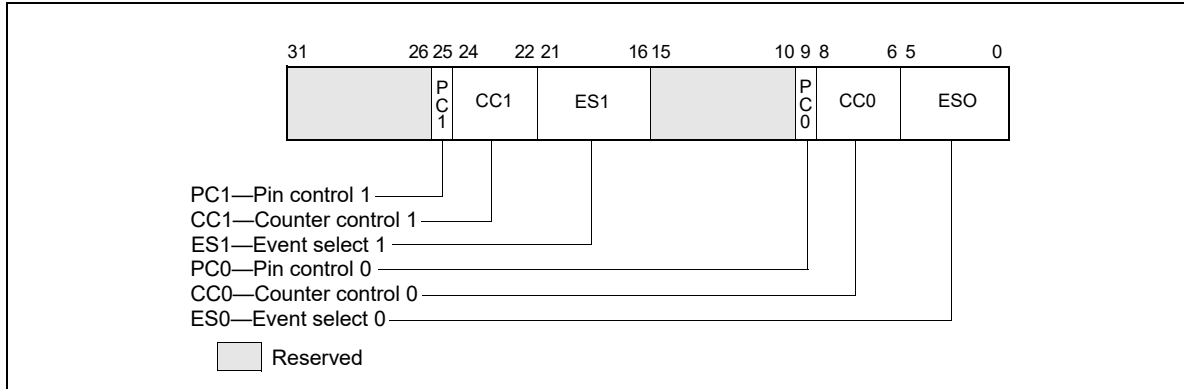 31 26 25 24 22 21 16 15 10 9 8 6 5 0
PC1 CC1 ES1 PC0 CC0 ESO
PC1—Pin control 1
CC1—Counter control 1
ES1—Event select 1
PC0—Pin control 0
CC0—Counter control 0
ES0—Event select 0
Reserved